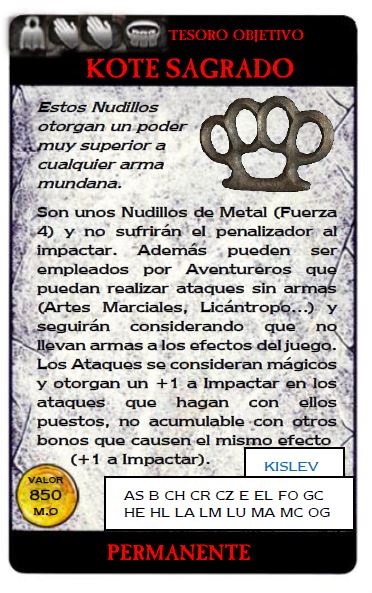 TESORO OBJETIVO
KOTE SAGRADO
Estos Nudillos
otorgan un poder
muy superior a
cualquier arma
mundana.
Son unos Nudillos de Metal (Fuerza
4) y no sufrirán el penalizador al
impactar. Además pueden ser
empleados por Aventureros que
puedan realizar ataques sin armas
(Artes Marciales, Licántropo...) y
seguirán considerando que no
llevan armas a los efectos del juego.
Los Ataques se consideran mágicos
y otorgan un +1 a Impactar en los
ataques que hagan con ellos
puestos, no acumulable con otros
bonos que causen el mismo efecto
(+1 a Impactar).
KISLEV
VALOR
850
M.O
AS B CH CR CZ E EL FO GC
HE HL LA LM LU MA MC OG
PERMANENTE